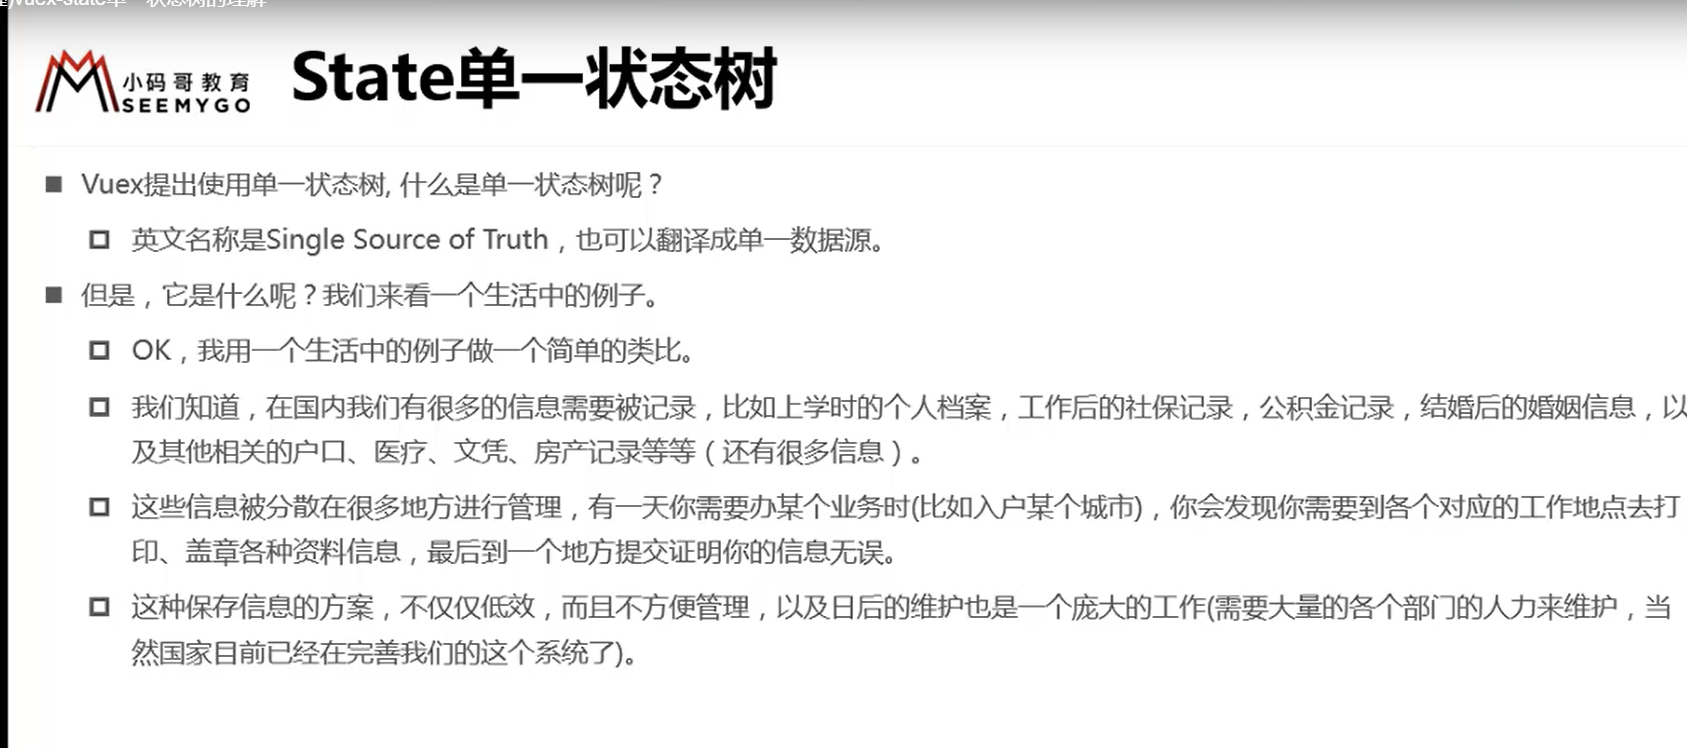 vuex-state单一状态树的理解
小码哥教育
SEEMYGO
State单一状态树
Vuex提出使用单一状态树, 什么是单一状态树呢？
英文名称是Single Source of Truth，也可以翻译成单一数据源。
但是，它是什么呢？我们来看一个生活中的例子。
OK，我用一个生活中的例子做一个简单的类比。
我们知道，在国内我们有很多的信息需要被记录，比如上学时的个人档案，工作后的社保记录，公积金记录，结婚后的婚姻信息，以
及其他相关的户口、医疗、文凭、房产记录等等（还有很多信息）。
这些信息被分散在很多地方进行管理，有一天你需要办某个业务时(比如入户某个城市)，你会发现你需要到各个对应的工作地点去打
印、盖章各种资料信息，最后到一个地方提交证明你的信息无误。
这种保存信息的方案，不仅仅低效，而且不方便管理，以及日后的维护也是一个庞大的工作(需要大量的各个部门的人力来维护，当
然国家目前已经在完善我们的这个系统了)。